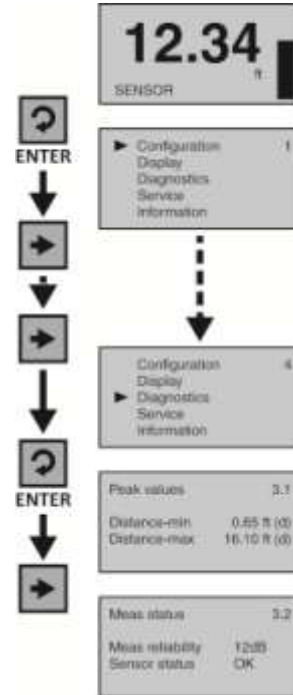 12.34
ft
SENSOR
ENTER
Configuration 1
Display
Diagnostics
Service
Information
Configuration 4
Display
Diagnostics
Service
Information
ENTER
Peak values 3.1
Distance-min 0.65 ft (d)
Distance-max 16.10 ft (d)
Meas status 3.2
Meas reliability 12dB
Sensor status OK